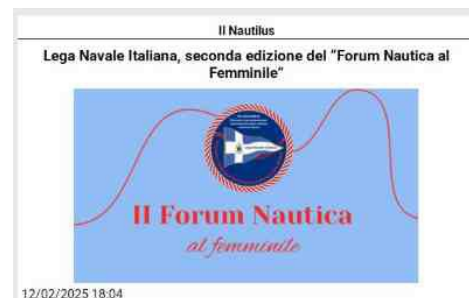 Il Nautilus
Lega Navale Italiana, seconda edizione del "Forum Nautica al
Femminile"
II Forum Nautica
al femminile
12/02/2025 18:04